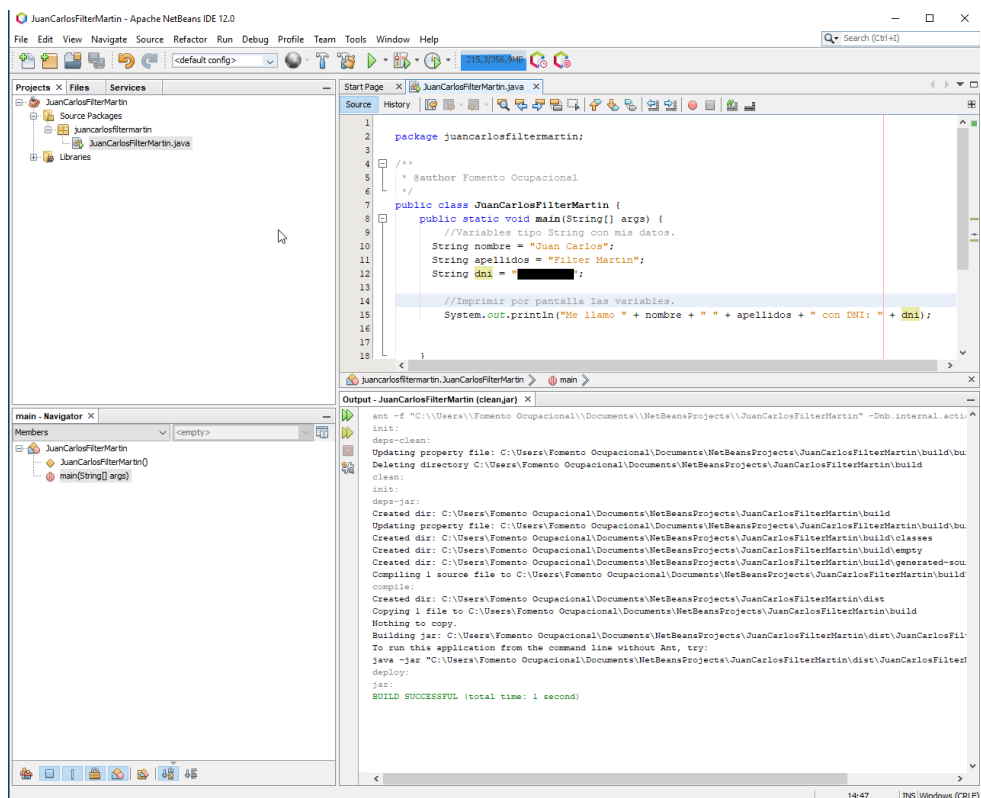 JuanCarlosFilterMartin - Apache NetBeans IDE 12.0
File Edit View Navigate Source Refactor Run Debug Profile Team Tools Window Help
Search (Ctrl+I)
<default config>
215,3/356,9MB
Projects Files Services
JuanCarlosFilterMartin
Source Packages
juancarlosfiltermartin
JuanCarlosFilterMartin.java
Libraries
Start Page JuanCarlosFilterMartin.java
Source History
1
2 package juancarlosfiltermartin;
3
4 /**
5 * @author Fomento Ocupacional
6 */
7 public class JuanCarlosFilterMartin {
8 public static void main(String[] args) {
9 //Variables tipo String con mis datos.
10 String nombre = "Juan Carlos";
11 String apellidos = "Filter Martin";
12 String dni = "";
13
14 //Imprimir por pantalla las variables.
15 System.out.println("Me llamo " + nombre + " " + apellidos + " con DNI: " + dni);
16
17
18 }
juancarlosfiltermartin.JuanCarlosFilterMartin main
main - Navigator
Members <empty>
JuanCarlosFilterMartin
JuanCarlosFilterMartin()
main(String[] args)
Output - JuanCarlosFilterMartin (clean,jar)
ant -f "C:\\Users\\Fomento Ocupacional\\Documents\\NetBeansProjects\\JuanCarlosFilterMartin" -Dnb.internal.acti
init:
deps-clean:
Updating property file: C:\Users\Fomento Ocupacional\Documents\NetBeansProjects\JuanCarlosFilterMartin\build\bu
Deleting directory C:\Users\Fomento Ocupacional\Documents\NetBeansProjects\JuanCarlosFilterMartin\build
clean:
init:
deps-jar:
Created dir: C:\Users\Fomento Ocupacional\Documents\NetBeansProjects\JuanCarlosFilterMartin\build
Updating property file: C:\Users\Fomento Ocupacional\Documents\NetBeansProjects\JuanCarlosFilterMartin\build\bu
Created dir: C:\Users\Fomento Ocupacional\Documents\NetBeansProjects\JuanCarlosFilterMartin\build\classes
Created dir: C:\Users\Fomento Ocupacional\Documents\NetBeansProjects\JuanCarlosFilterMartin\build\empty
Created dir: C:\Users\Fomento Ocupacional\Documents\NetBeansProjects\JuanCarlosFilterMartin\build\generated-sou
Compiling 1 source file to C:\Users\Fomento Ocupacional\Documents\NetBeansProjects\JuanCarlosFilterMartin\build
compile:
Created dir: C:\Users\Fomento Ocupacional\Documents\NetBeansProjects\JuanCarlosFilterMartin\dist
Copying 1 file to C:\Users\Fomento Ocupacional\Documents\NetBeansProjects\JuanCarlosFilterMartin\build
Nothing to copy.
Building jar: C:\Users\Fomento Ocupacional\Documents\NetBeansProjects\JuanCarlosFilterMartin\dist\JuanCarlosFil
To run this application from the command line without Ant, try:
java -jar "C:\Users\Fomento Ocupacional\Documents\NetBeansProjects\JuanCarlosFilterMartin\dist\JuanCarlosFilter
deploy:
jar:
BUILD SUCCESSFUL (total time: 1 second)
14:47 INS Windows (CRLF)